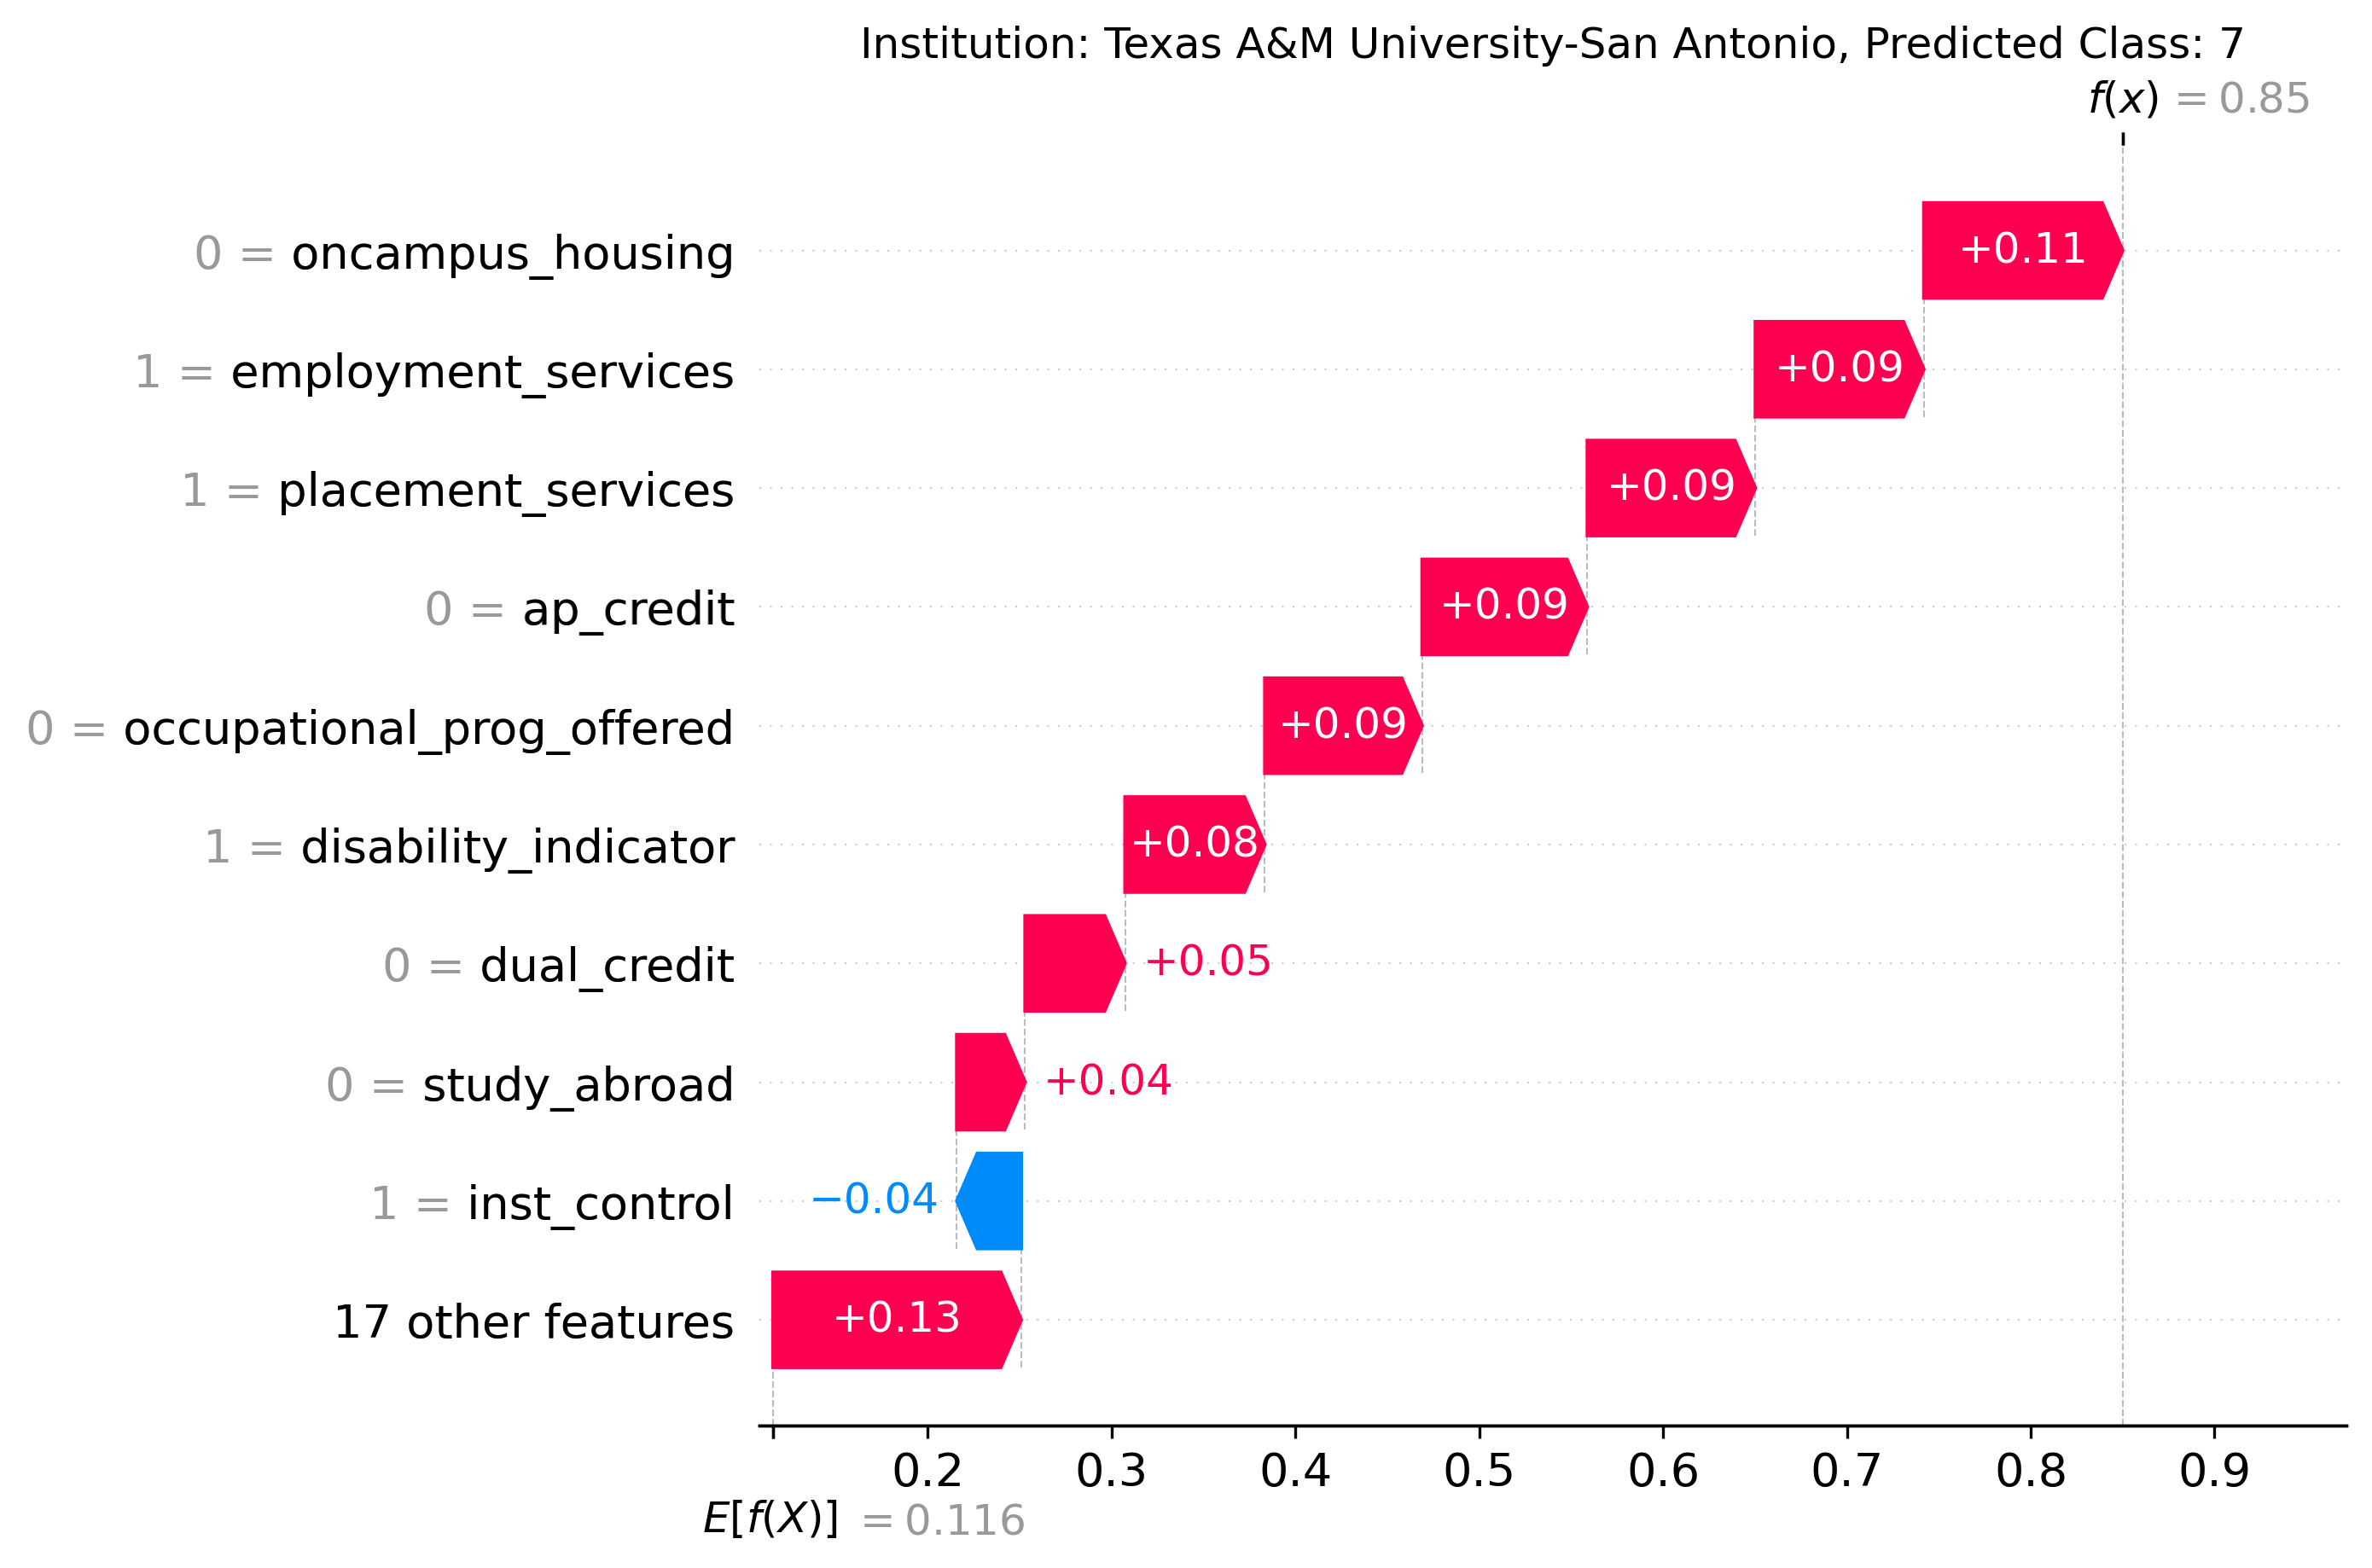 Institution: Texas A&M University-San Antonio, Predicted Class: 7
f(x) = 0.85
0 = oncampus_housing +0.11
1 = employment_services +0.09
1 = placement_services +0.09
0 = ap_credit +0.09
0 = occupational_prog_offered +0.09
1 = disability_indicator +0.08
0 = dual_credit +0.05
0 = study_abroad +0.04
1 = inst_control −0.04
17 other features +0.13
0.2 0.3 0.4 0.5 0.6 0.7 0.8 0.9
E[f(X)] = 0.116